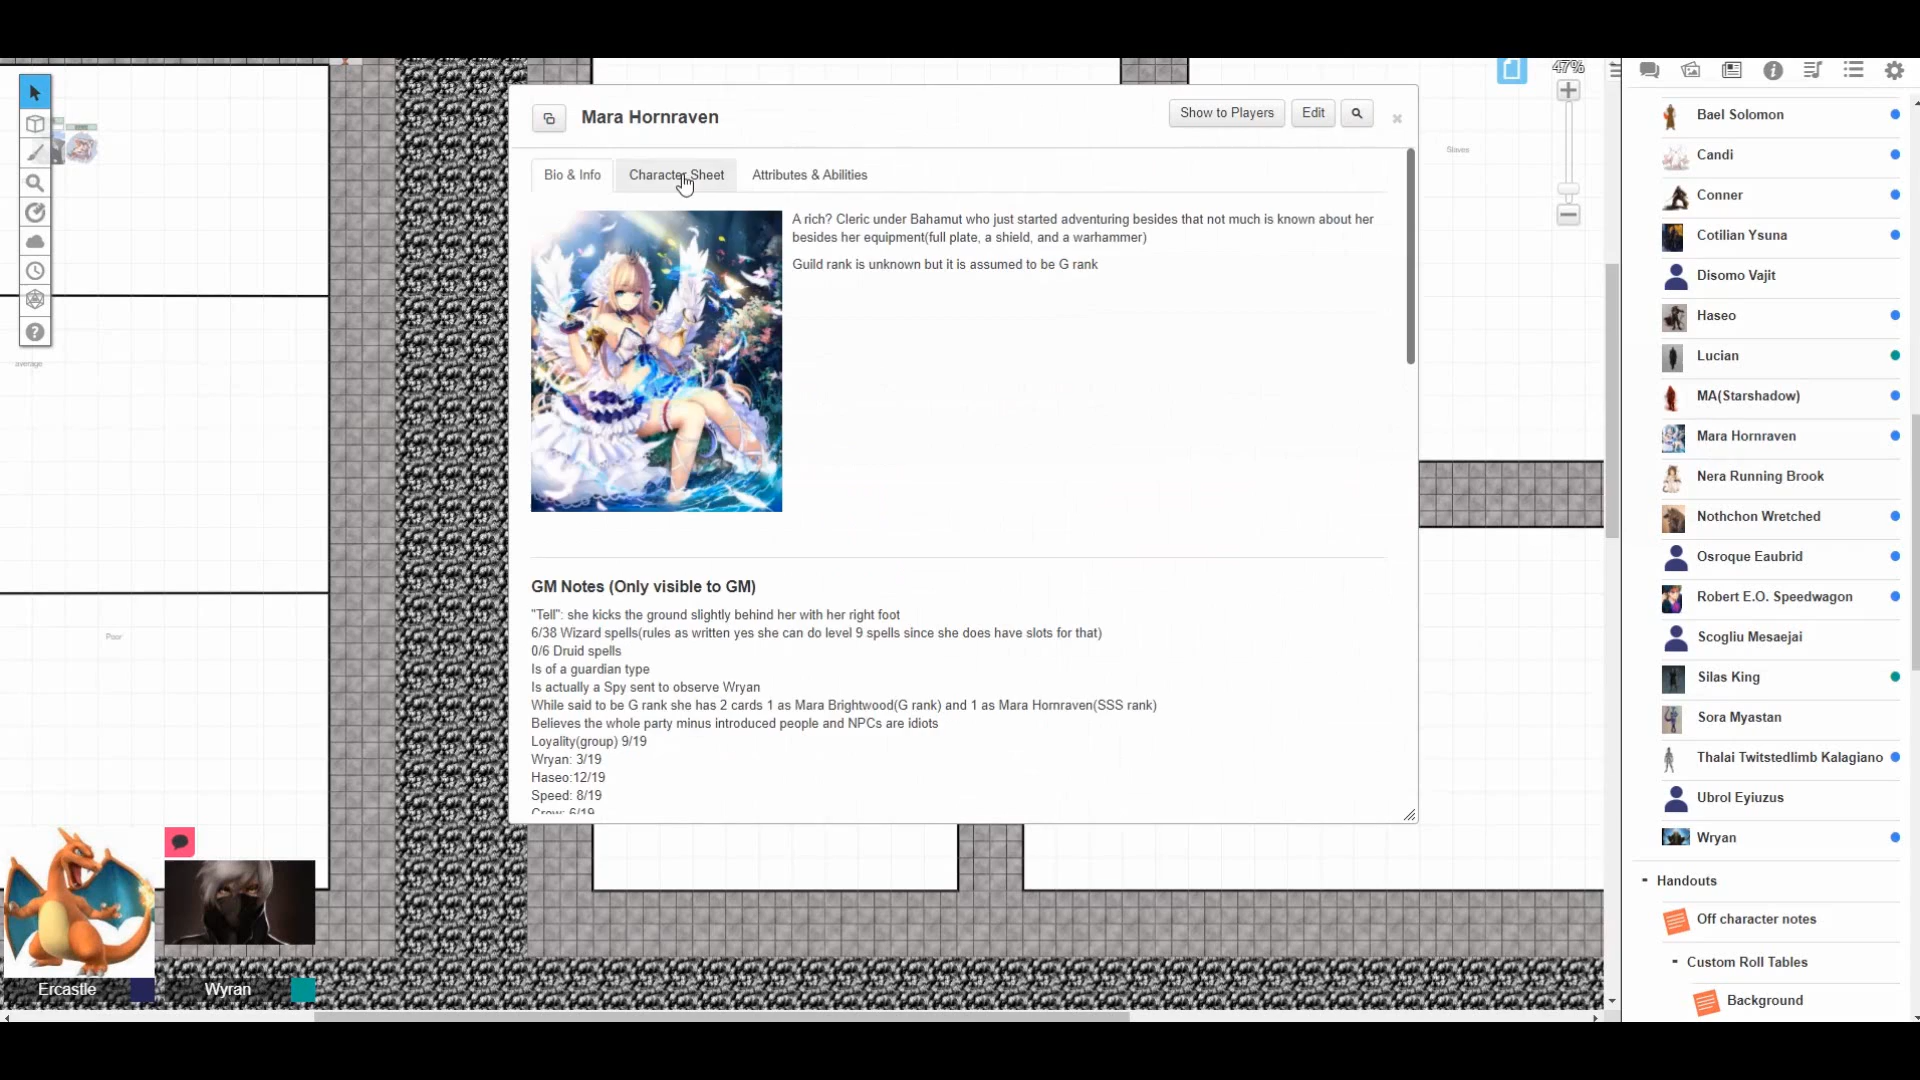 47%
Slaves
average
Poor
Mara Hornraven
Show to Players
Edit
Bio & Info
Character Sheet
Attributes & Abilities
A rich? Cleric under Bahamut who just started adventuring besides that not much is known about her
besides her equipment(full plate, a shield, and a warhammer)
Guild rank is unknown but it is assumed to be G rank
GM Notes (Only visible to GM)
"Tell": she kicks the ground slightly behind her with her right foot
6/38 Wizard spells(rules as written yes she can do level 9 spells since she does have slots for that)
0/6 Druid spells
Is of a guardian type
Is actually a Spy sent to observe Wryan
While said to be G rank she has 2 cards 1 as Mara Brightwood(G rank) and 1 as Mara Hornraven(SSS rank)
Believes the whole party minus introduced people and NPCs are idiots
Loyality(group) 9/19
Wryan: 3/19
Haseo:12/19
Speed: 8/19
Crow: 6/19
Ercastle
Wyran
Bael Solomon
Candi
Conner
Cotilian Ysuna
Disomo Vajit
Haseo
Lucian
MA(Starshadow)
Mara Hornraven
Nera Running Brook
Nothchon Wretched
Osroque Eaubrid
Robert E.O. Speedwagon
Scogliu Mesaejai
Silas King
Sora Myastan
Thalai Twitstedlimb Kalagiano
Ubrol Eyiuzus
Wryan
Handouts
Off character notes
Custom Roll Tables
Background